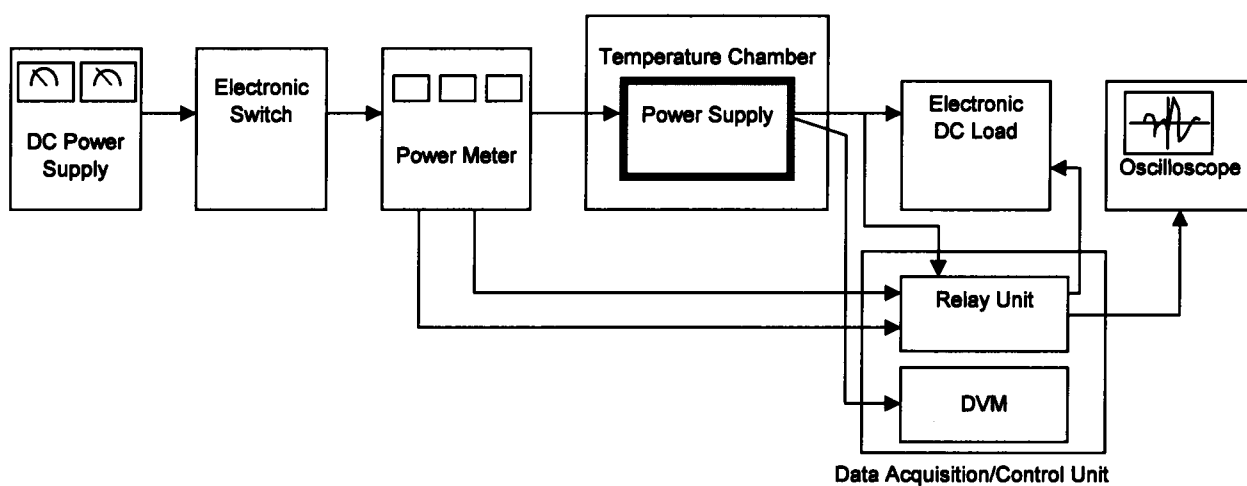 DC Power
Supply
Electronic
Switch
Power Meter
Temperature Chamber
Power Supply
Electronic
DC Load
Oscilloscope
Relay Unit
DVM
Data Acquisition/Control Unit